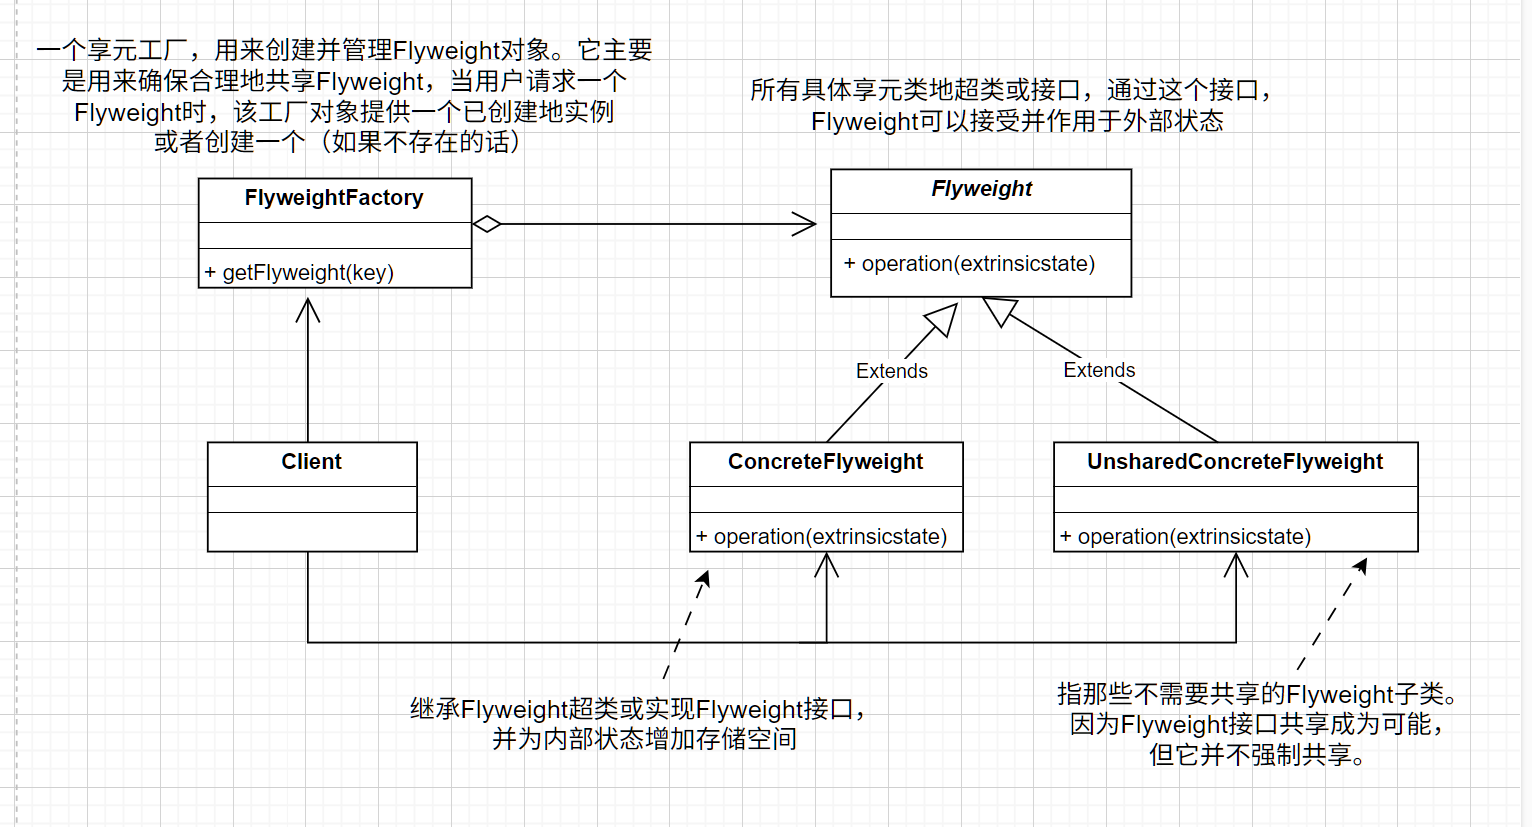 一个享元工厂，用来创建并管理Flyweight对象。它主要
是用来确保合理地共享Flyweight，当用户请求一个
Flyweight时，该工厂对象提供一个已创建地实例
或者创建一个（如果不存在的话）
所有具体享元类地超类或接口，通过这个接口，
Flyweight可以接受并作用于外部状态
FlyweightFactory
+ getFlyweight(key)
Flyweight
+ operation(extrinsicstate)
Extends
Extends
Client
ConcreteFlyweight
+ operation(extrinsicstate)
UnsharedConcreteFlyweight
+ operation(extrinsicstate)
继承Flyweight超类或实现Flyweight接口，
并为内部状态增加存储空间
指那些不需要共享的Flyweight子类。
因为Flyweight接口共享成为可能，
但它并不强制共享。